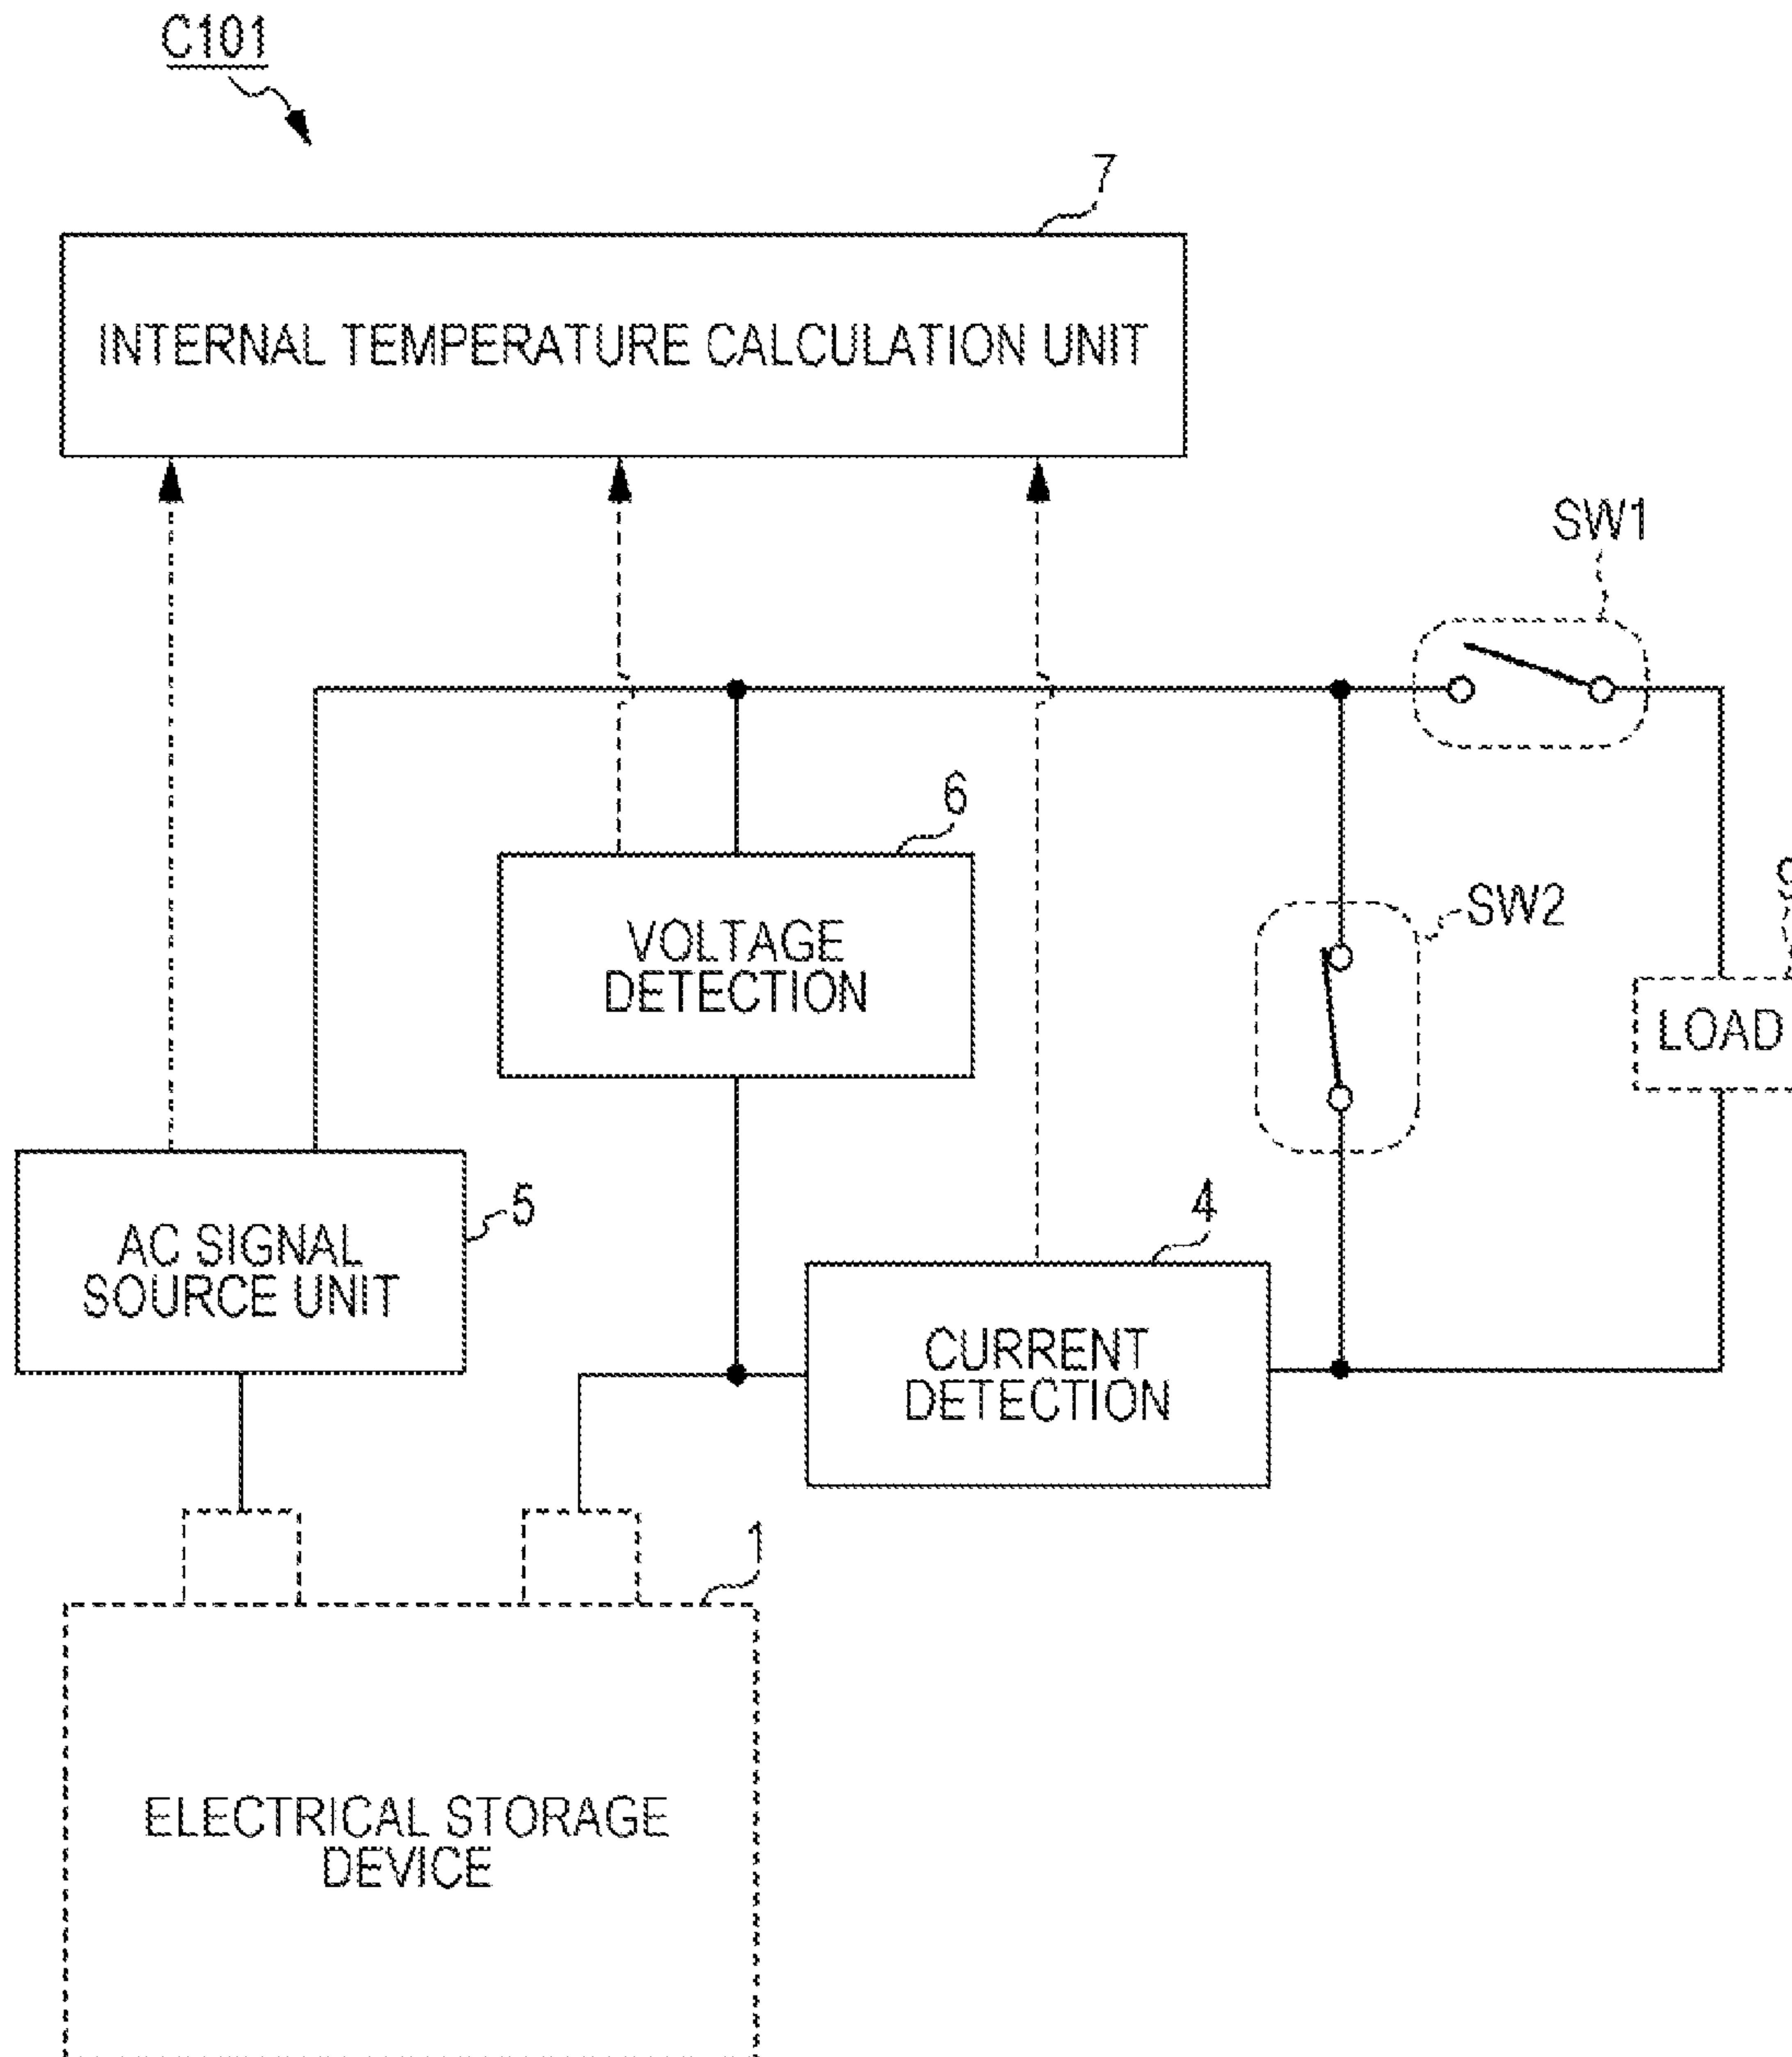 C101
7
INTERNAL TEMPERATURE CALCULATION UNIT
SW1
6
VOLTAGE
DETECTION
SW2
9
LOAD
5
AC SIGNAL
SOURCE UNIT
4
CURRENT
DETECTION
1
ELECTRICAL STORAGE
DEVICE